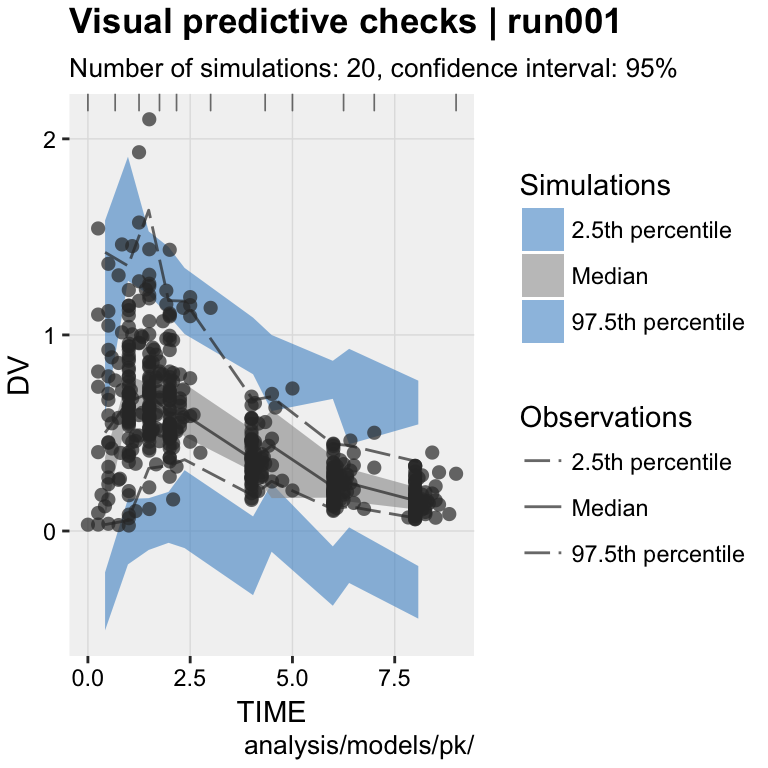 Visual predictive checks | run001
Number of simulations: 20, confidence interval: 95%
DV
2
1
0
0.0 2.5 5.0 7.5
TIME
analysis/models/pk/
Simulations
2.5th percentile
Median
97.5th percentile
Observations
2.5th percentile
Median
97.5th percentile